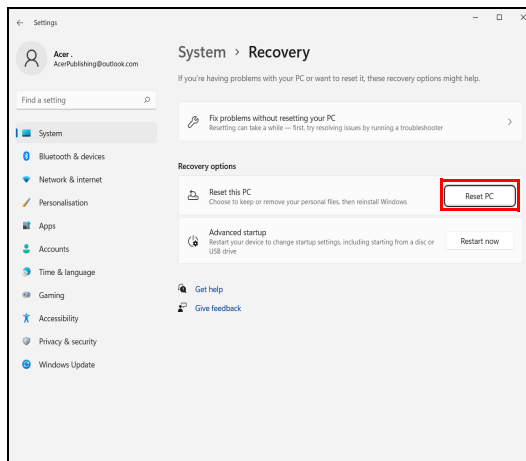 Settings
Acer .
AcerPublishing@outlook.com
Find a setting
System
Bluetooth & devices
Network & internet
Personalisation
Apps
Accounts
Time & language
Gaming
Accessibility
Privacy & security
Windows Update
System > Recovery
If you're having problems with your PC or want to reset it, these recovery options might help.
Fix problems without resetting your PC
Resetting can take a while — first, try resolving issues by running a troubleshooter
Recovery options
Reset this PC
Choose to keep or remove your personal files, then reinstall Windows
Reset PC
Advanced startup
Restart your device to change startup settings, including starting from a disc or
USB drive
Restart now
Get help
Give feedback